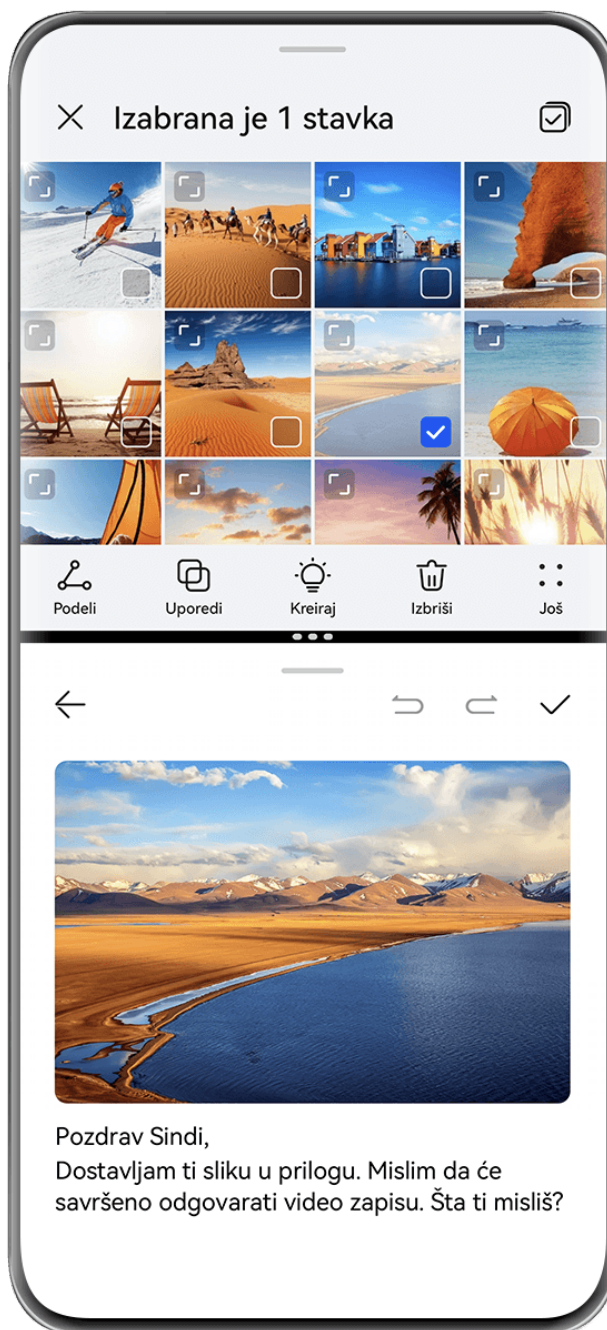 Izabrana je 1 stavka
Podeli
Uporedi
Kreiraj
Izbriši
Još
Pozdrav Sindi,
Dostavljam ti sliku u prilogu. Mislim da će
savršeno odgovarati video zapisu. Šta ti misliš?